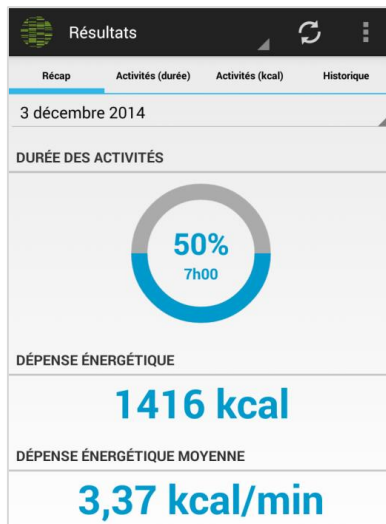 Résultats
Récap Activités (durée) Activités (kcal) Historique
3 décembre 2014
DURÉE DES ACTIVITÉS
50%
7h00
DÉPENSE ÉNERGÉTIQUE
1416 kcal
DÉPENSE ÉNERGÉTIQUE MOYENNE
3,37 kcal/min